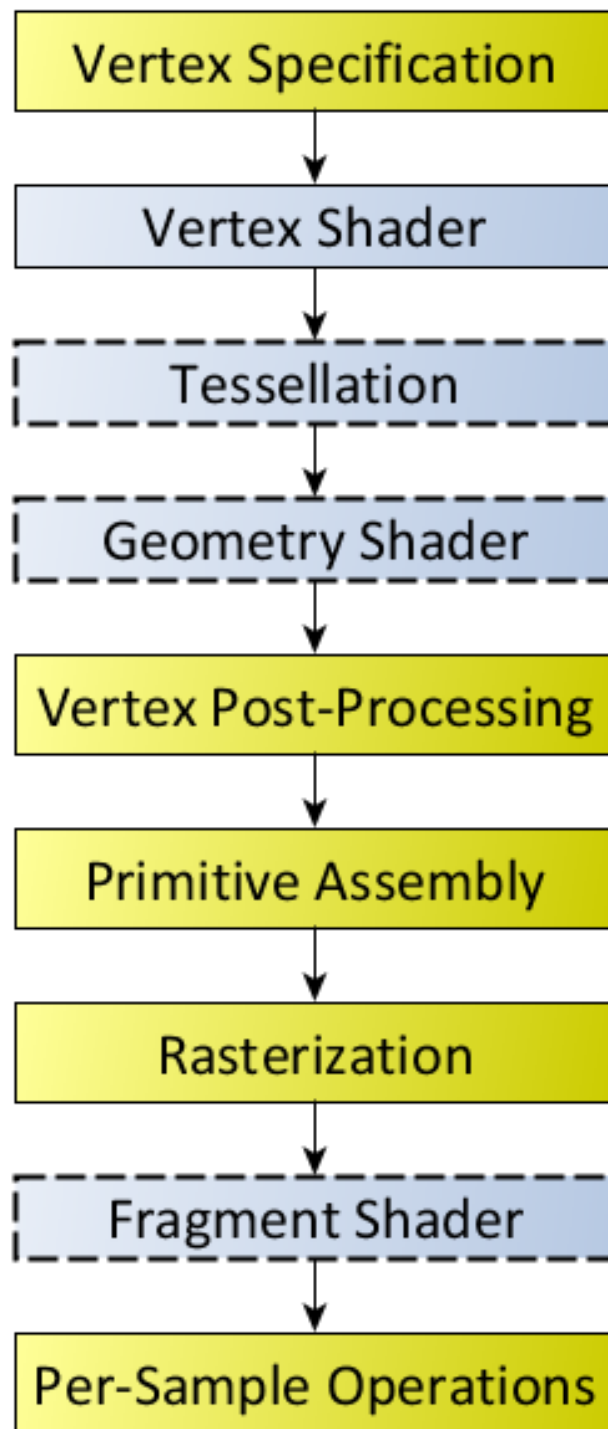 Vertex Specification
Vertex Shader
Tessellation
Geometry Shader
Vertex Post-Processing
Primitive Assembly
Rasterization
Fragment Shader
Per-Sample Operations